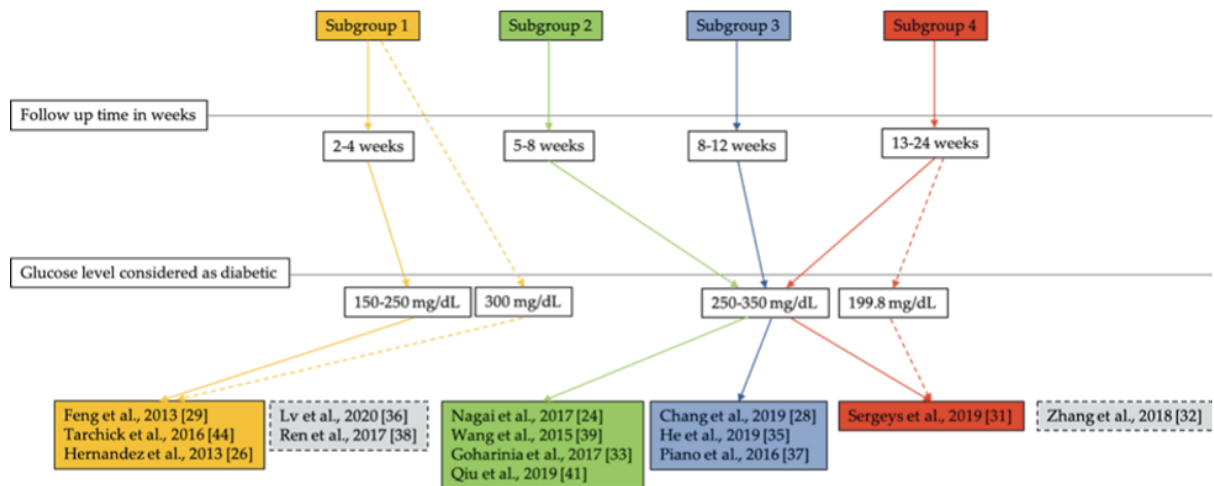 Subgroup 1
Subgroup 2
Subgroup 3
Subgroup 4
Follow up time in weeks
2-4 weeks
5-8 weeks
8-12 weeks
13-24 weeks
Glucose level considered as diabetic
150-250 mg/dL
300 mg/dL
250-350 mg/dL
199.8 mg/dL
Feng et al., 2013 [29]
Tarchick et al., 2016 [44]
Hernandez et al., 2013 [26]
Lv et al., 2020 [36]
Ren et al., 2017 [38]
Nagai et al., 2017 [24]
Wang et al., 2015 [39]
Goharinia et al., 2017 [33]
Qiu et al., 2019 [41]
Chang et al., 2019 [28]
He et al., 2019 [35]
Piano et al., 2016 [37]
Sergeys et al., 2019 [31]
Zhang et al., 2018 [32]